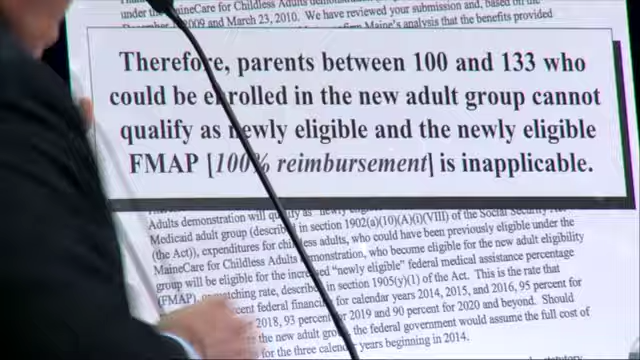 under the MaineCare for Childless Adults
2009 and March 23, 2010. We have reviewed your submission and, based on the
Maine's analysis that the benefits provided
Therefore, parents between 100 and 133 who
could be enrolled in the new adult group cannot
qualify as newly eligible and the newly eligible
FMAP [100% reimbursement] is inapplicable.
Adults demonstration will qualify as "newly
Medicaid adult group (described in section 1902(a)(10)(A)(i)(VIII) of the Social Security Act
(the Act)), expenditures for childless adults, who could have been previously eligible under the
MaineCare for Childless Adults demonstration, who become eligible for the new adult eligibility
group will be eligible for the increased "newly eligible" federal medical assistance percentage
(FMAP), or matching rate, described in section 1905(y)(1) of the Act. This is the rate that
cent federal financial for calendar years 2014, 2015, and 2016, 95 percent for
2018, 93 percent for 2019 and 90 percent for 2020 and beyond. Should
the new adult group, the federal government would assume the full cost of
for the three calendar years beginning in 2014.